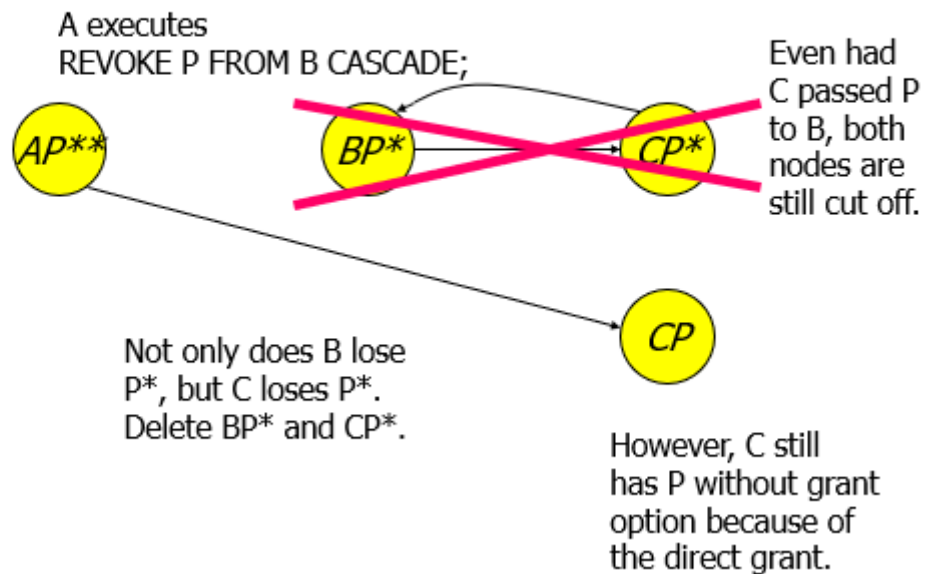 A executes
REVOKE P FROM B CASCADE;
Even had
C passed P
to B, both
nodes are
still cut off.
AP**
BP*
CP*
CP
Not only does B lose
P*, but C loses P*.
Delete BP* and CP*.
However, C still
has P without grant
option because of
the direct grant.